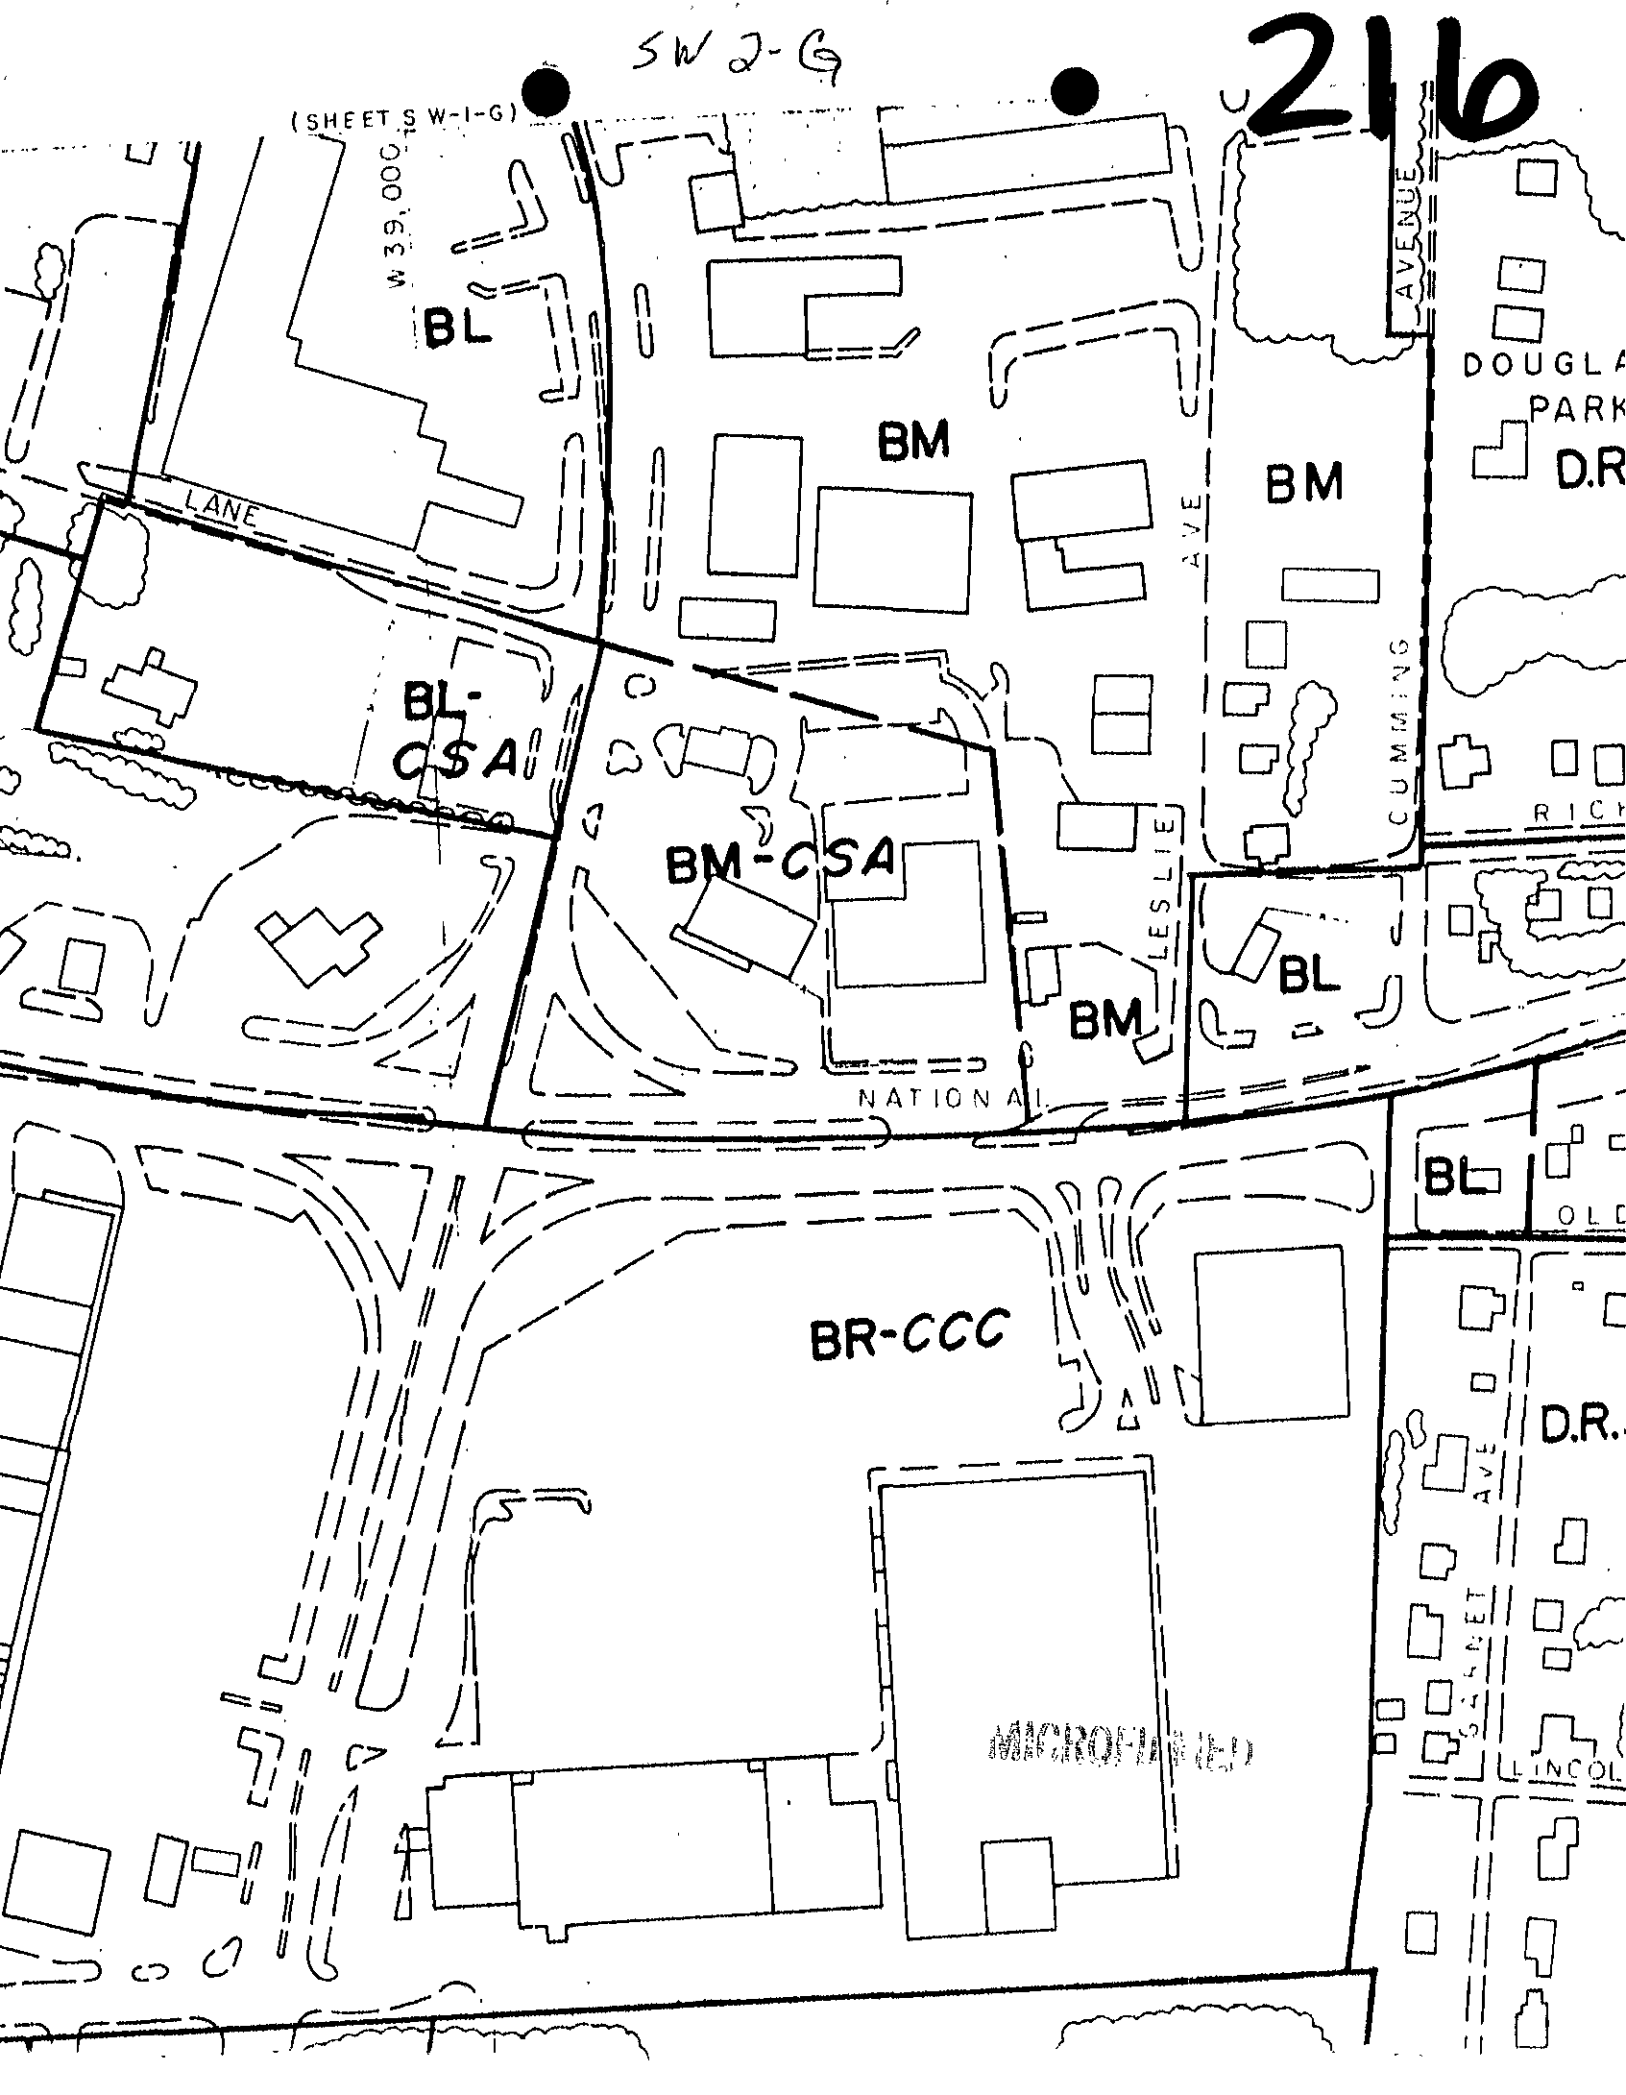 SW 2-G
216
(SHEET S W-1-G)
W 39,000
AVENUE
BL
DOUGLA
PARK
BM
BM
D.R
AVE
LANE
CUMMING
BL-
CSA
RICH
BM-CSA
LESLIE
BL
BM
NATIONAL
BL
OLD
BR-CCC
D.R.
AVE
GARNET
MICROFILMED
LINCOL